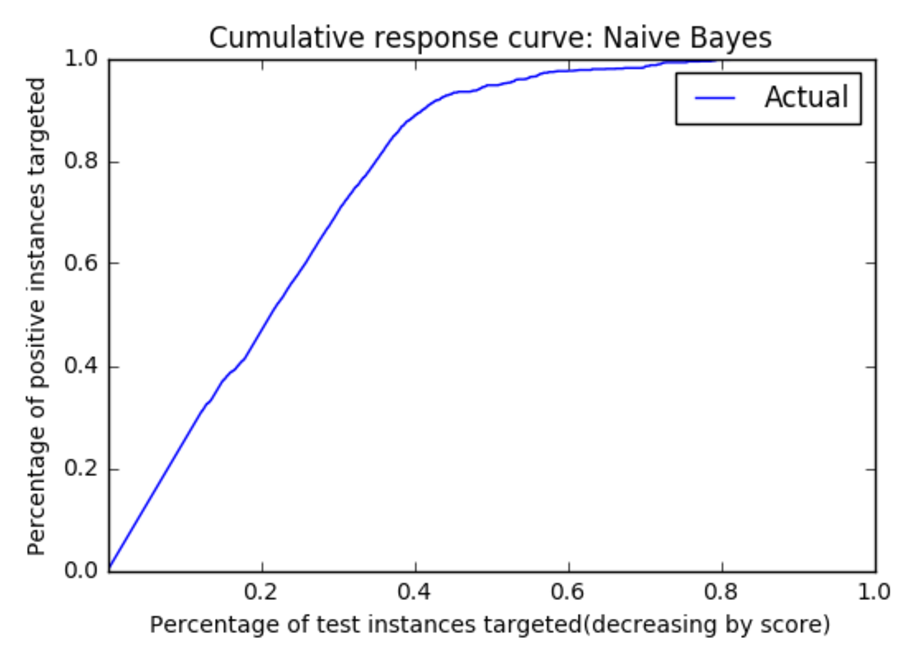 Cumulative response curve: Naive Bayes
1.0
Actual
0.8
0.6
0.4
0.2
0.0
0.2 0.4 0.6 0.8 1.0
Percentage of positive instances targeted
Percentage of test instances targeted(decreasing by score)